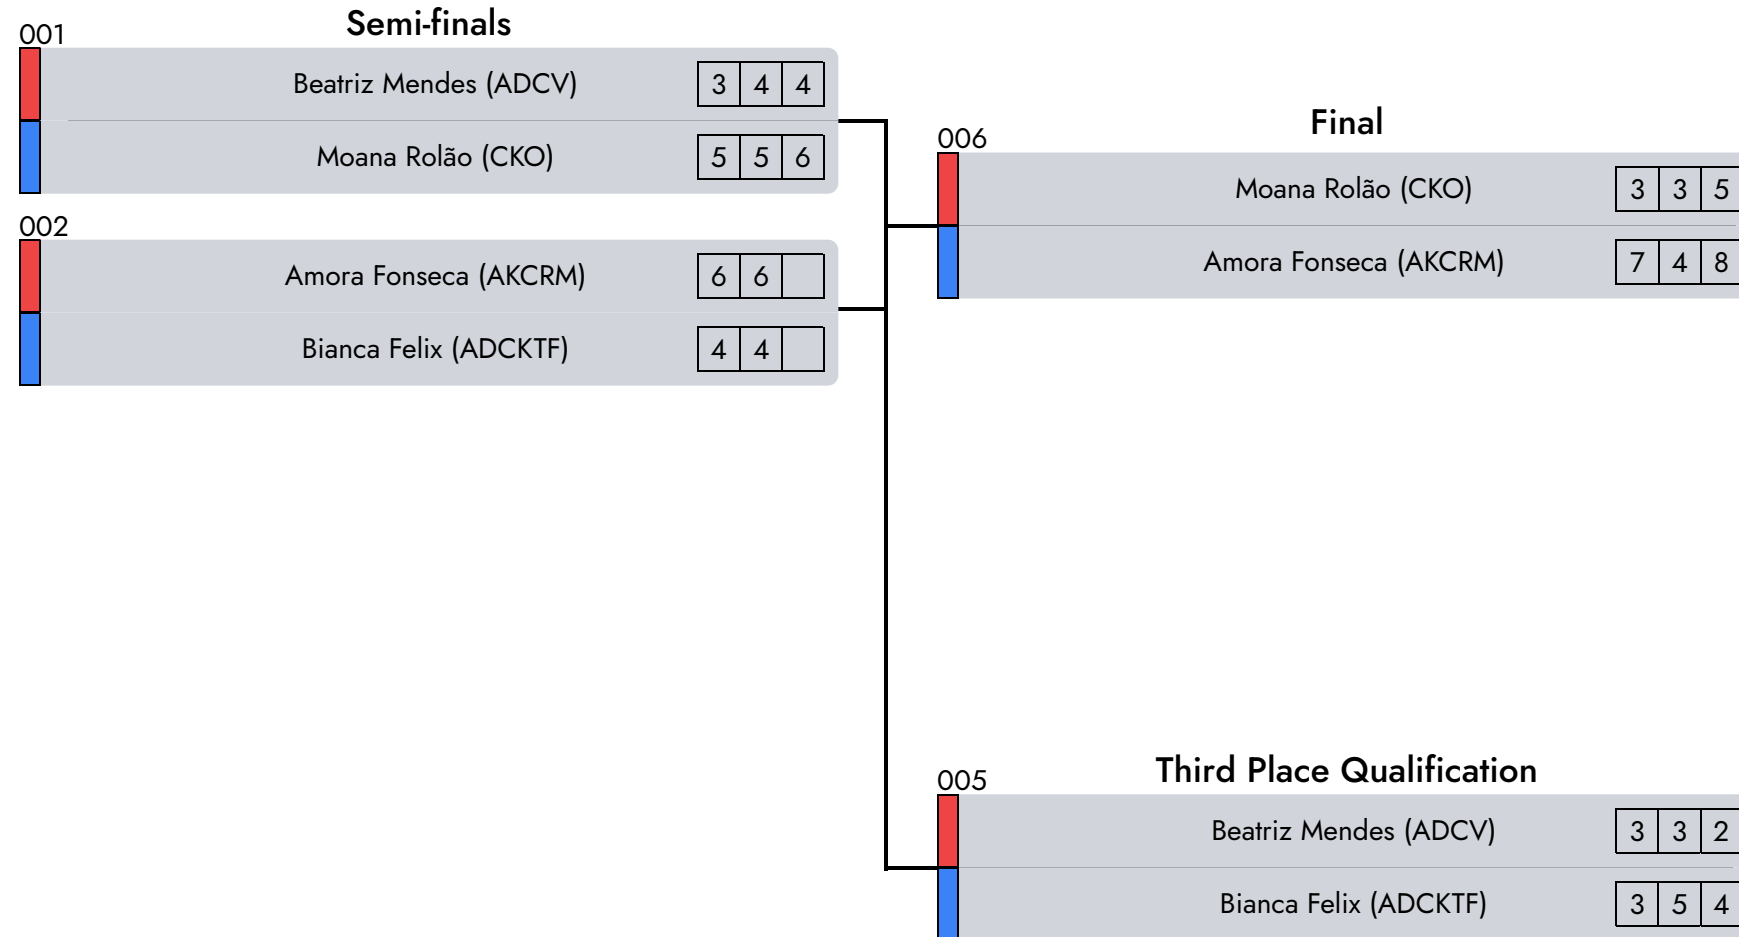 Semi-finals
001
Beatriz Mendes (ADCV) 3 4 4
Moana Rolão (CKO) 5 5 6
002
Amora Fonseca (AKCRM) 6 6
Bianca Felix (ADCKTF) 4 4
Final
006
Moana Rolão (CKO) 3 3 5
Amora Fonseca (AKCRM) 7 4 8
Third Place Qualification
005
Beatriz Mendes (ADCV) 3 3 2
Bianca Felix (ADCKTF) 3 5 4